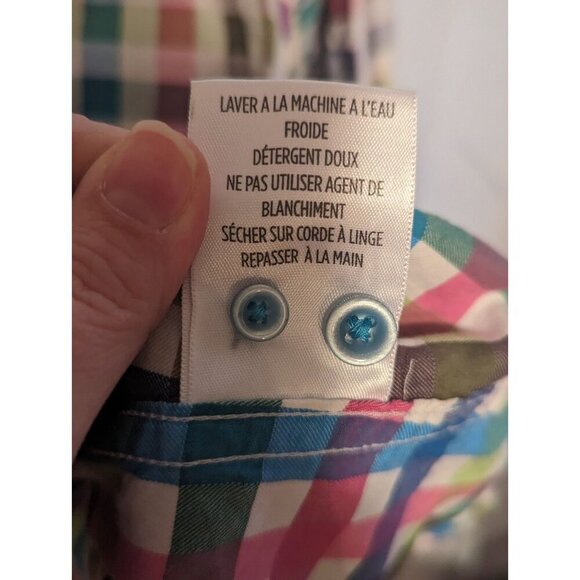 LAVER A LA MACHINE A L'EAU
FROIDE
DÉTERGENT DOUX
NE PAS UTILISER AGENT DE
BLANCHIMENT
SÉCHER SUR CORDE À LINGE
REPASSER À LA MAIN